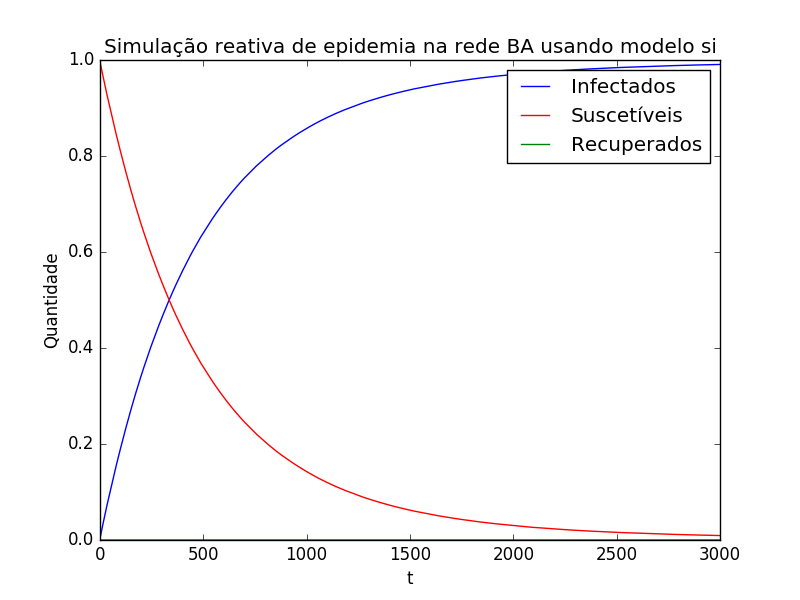 Simulação reativa de epidemia na rede BA usando modelo si
Infectados
Suscetíveis
Recuperados
Quantidade
1.0
0.8
0.6
0.4
0.2
0.0
0 500 1000 1500 2000 2500 3000
t